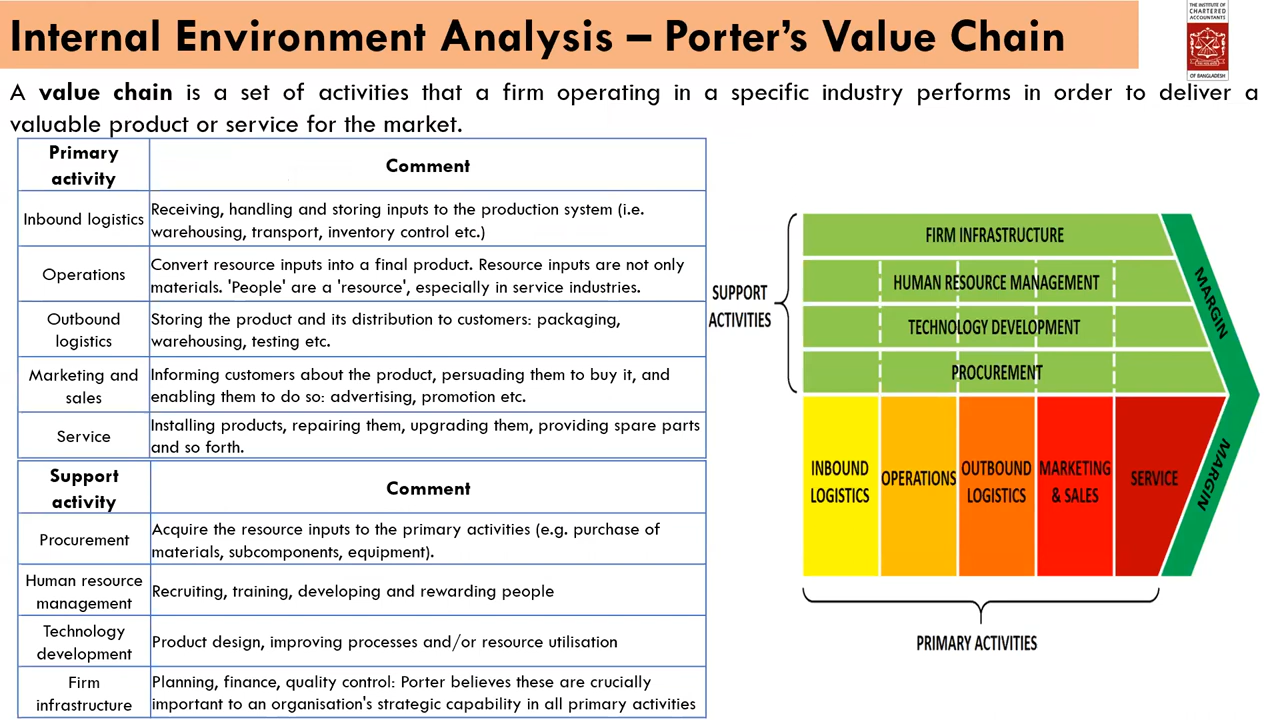 Internal Environment Analysis – Porter's Value Chain
THE INSTITUTE OF
CHARTERED
ACCOUNTANTS
OF BANGLADESH
A value chain is a set of activities that a firm operating in a specific industry performs in order to deliver a
valuable product or service for the market.
Primary
activity
Comment
Inbound logistics
Receiving, handling and storing inputs to the production system (i.e.
warehousing, transport, inventory control etc.)
Operations
Convert resource inputs into a final product. Resource inputs are not only
materials. 'People' are a 'resource', especially in service industries.
Outbound
logistics
Storing the product and its distribution to customers: packaging,
warehousing, testing etc.
Marketing and
sales
Informing customers about the product, persuading them to buy it, and
enabling them to do so: advertising, promotion etc.
Service
Installing products, repairing them, upgrading them, providing spare parts
and so forth.
Support
activity
Comment
Procurement
Acquire the resource inputs to the primary activities (e.g. purchase of
materials, subcomponents, equipment).
Human resource
management
Recruiting, training, developing and rewarding people
Technology
development
Product design, improving processes and/or resource utilisation
Firm
infrastructure
Planning, finance, quality control: Porter believes these are crucially
important to an organisation's strategic capability in all primary activities
SUPPORT
ACTIVITIES
FIRM INFRASTRUCTURE
HUMAN RESOURCE MANAGEMENT
TECHNOLOGY DEVELOPMENT
PROCUREMENT
MARGIN
INBOUND
LOGISTICS
OPERATIONS
OUTBOUND
LOGISTICS
MARKETING
& SALES
SERVICE
MARGIN
PRIMARY ACTIVITIES